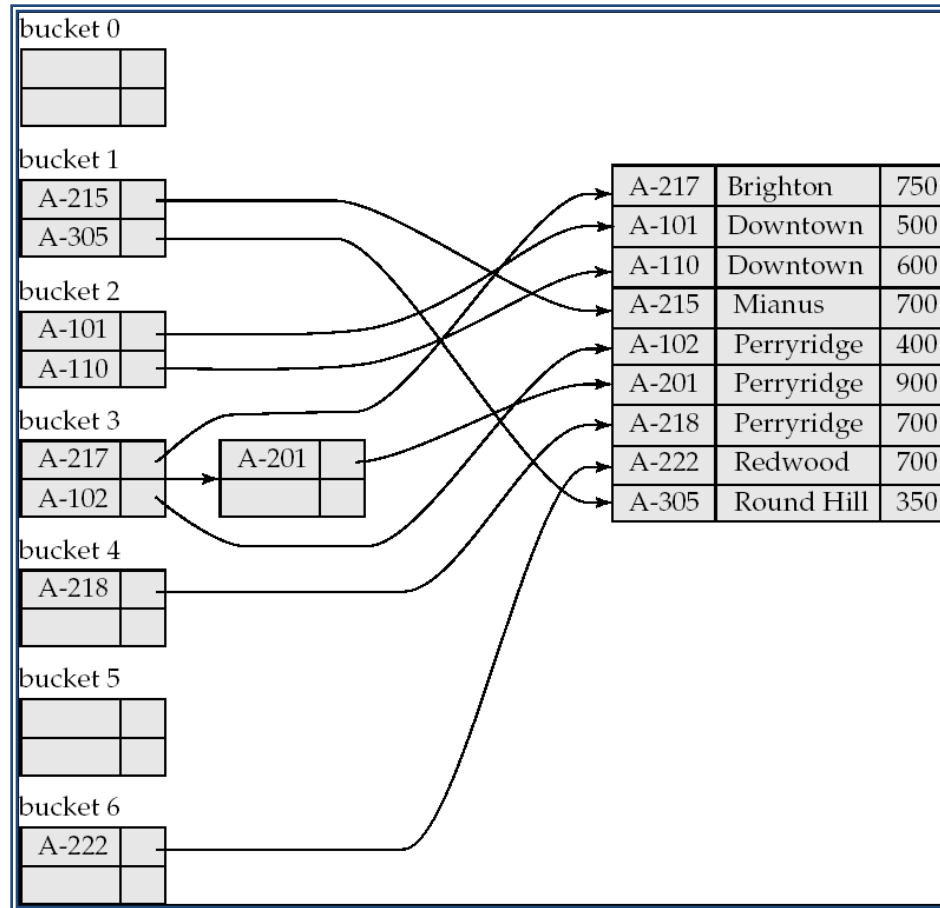 bucket 0
bucket 1
A-215
A-305
bucket 2
A-101
A-110
bucket 3
A-217
A-102
A-201
bucket 4
A-218
bucket 5
bucket 6
A-222
A-217 Brighton 750
A-101 Downtown 500
A-110 Downtown 600
A-215 Mianus 700
A-102 Perryridge 400
A-201 Perryridge 900
A-218 Perryridge 700
A-222 Redwood 700
A-305 Round Hill 350